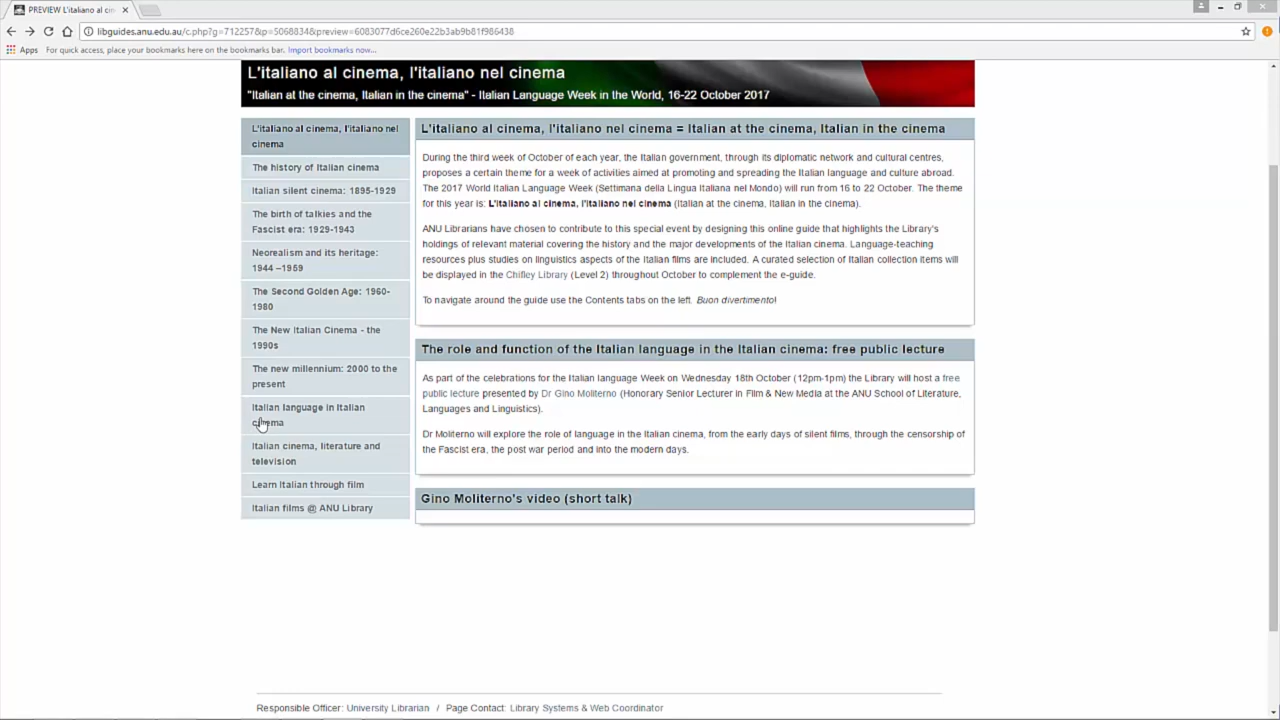 PREVIEW L'italiano al cin
libguides.anu.edu.au/c.php?g=712257&p=5068834&preview=6083077d6ce260e22b3ab9b81f986438
Apps For quick access, place your bookmarks here on the bookmarks bar. Import bookmarks now...
L'italiano al cinema, l'italiano nel cinema
"Italian at the cinema, Italian in the cinema" - Italian Language Week in the World, 16-22 October 2017
L'italiano al cinema, l'italiano nel
cinema
The history of Italian cinema
Italian silent cinema: 1895-1929
The birth of talkies and the
Fascist era: 1929-1943
Neorealism and its heritage:
1944 –1959
The Second Golden Age: 1960-
1980
The New Italian Cinema - the
1990s
The new millennium: 2000 to the
present
Italian language in Italian
cinema
Italian cinema, literature and
television
Learn Italian through film
Italian films @ ANU Library
L'italiano al cinema, l'italiano nel cinema = Italian at the cinema, Italian in the cinema
During the third week of October of each year, the Italian government, through its diplomatic network and cultural centres,
proposes a certain theme for a week of activities aimed at promoting and spreading the Italian language and culture abroad.
The 2017 World Italian Language Week (Settimana della Lingua Italiana nel Mondo) will run from 16 to 22 October. The theme
for this year is: L'italiano al cinema, l'italiano nel cinema (Italian at the cinema, Italian in the cinema).
ANU Librarians have chosen to contribute to this special event by designing this online guide that highlights the Library's
holdings of relevant material covering the history and the major developments of the Italian cinema. Language-teaching
resources plus studies on linguistics aspects of the Italian films are included. A curated selection of Italian collection items will
be displayed in the Chifley Library (Level 2) throughout October to complement the e-guide.
To navigate around the guide use the Contents tabs on the left. Buon divertimento!
The role and function of the Italian language in the Italian cinema: free public lecture
As part of the celebrations for the Italian language Week on Wednesday 18th October (12pm-1pm) the Library will host a free
public lecture presented by Dr Gino Moliterno (Honorary Senior Lecturer in Film & New Media at the ANU School of Literature,
Languages and Linguistics).
Dr Moliterno will explore the role of language in the Italian cinema, from the early days of silent films, through the censorship of
the Fascist era, the post war period and into the modern days.
Gino Moliterno's video (short talk)
Responsible Officer: University Librarian / Page Contact: Library Systems & Web Coordinator